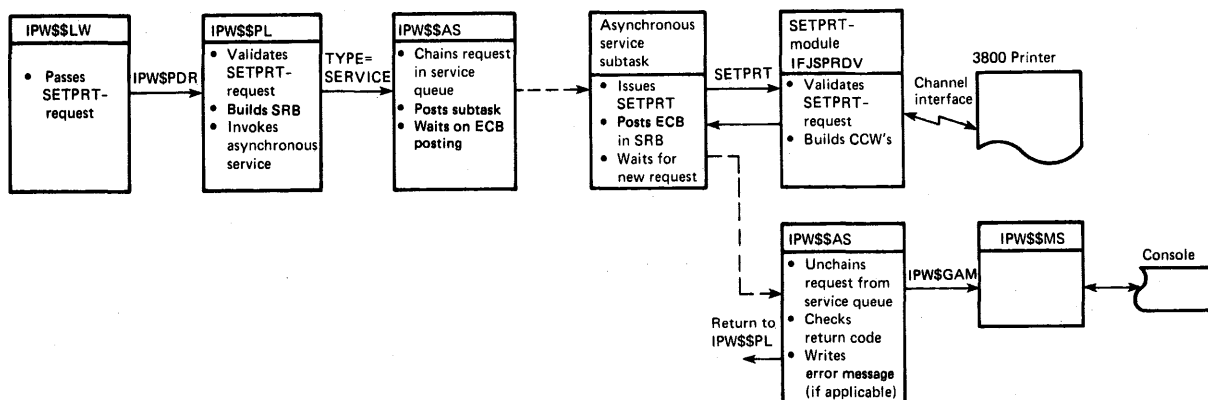 IPW$$LW
• Passes
SETPRT-
request
IPW$PDR
IPW$$PL
• Validates
SETPRT-
request
• Builds SRB
• Invokes
asynchronous
service
TYPE=
SERVICE
IPW$$AS
• Chains request
in service
queue
• Posts subtask
• Waits on ECB
posting
Asynchronous
service
subtask
• Issues
SETPRT
• Posts ECB
in SRB
• Waits for
new request
SETPRT
SETPRT-
module
IFJSPRDV
• Validates
SETPRT-
request
• Builds CCW's
Channel
interface
3800 Printer
IPW$$AS
• Unchains
request from
service queue
• Checks
return code
• Writes
error message
(if applicable)
Return to
IPW$$PL
IPW$GAM
IPW$$MS
Console